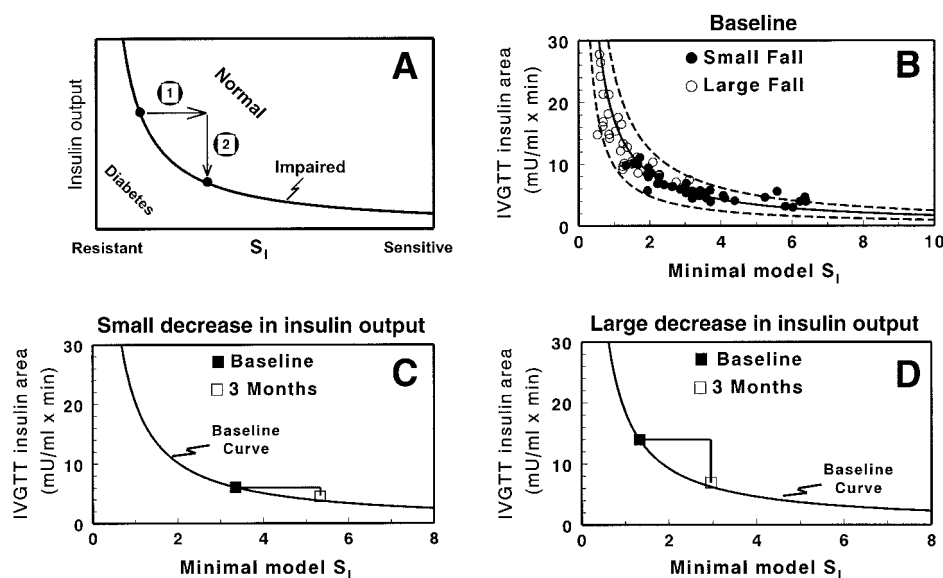 A
Insulin output
1
2
Normal
Impaired
Diabetes
Resistant
Sensitive
S_I
Baseline
B
● Small Fall
○ Large Fall
IVGTT insulin area
(mU/ml x min)
30
20
10
0
0 2 4 6 8 10
Minimal model S_I
Small decrease in insulin output
C
■ Baseline
□ 3 Months
IVGTT insulin area
(mU/ml x min)
30
20
10
0
Baseline
Curve
0 2 4 6 8
Minimal model S_I
Large decrease in insulin output
D
■ Baseline
□ 3 Months
IVGTT insulin area
(mU/ml x min)
30
20
10
0
Baseline
Curve
0 2 4 6 8
Minimal model S_I